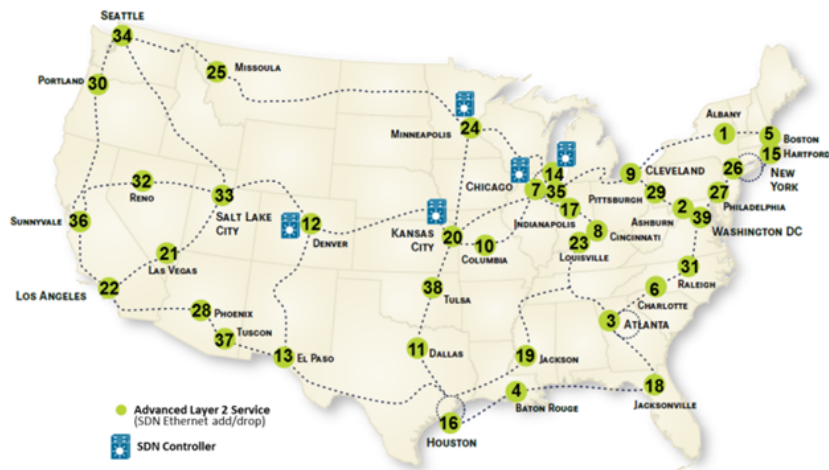 SEATTLE
34
25
MISSOULA
PORTLAND
30
MINNEAPOLIS
24
ALBANY
1
5
BOSTON
15
HARTFORD
14
CHICAGO
7
35
9
CLEVELAND
26
NEW
YORK
PITTSBURGH
29
27
PHILADELPHIA
32
RENO
33
SALT LAKE
CITY
SUNNYVALE
36
12
DENVER
KANSAS
CITY
20
10
COLUMBIA
INDIANAPOLIS
17
8
CINCINNATI
23
LOUISVILLE
ASHBURN
2
39
WASHINGTON DC
21
LAS VEGAS
31
RALEIGH
LOS ANGELES
22
38
TULSA
6
CHARLOTTE
28
PHOENIX
3
ATLANTA
37
TUSCON
13
EL PASO
11
DALLAS
19
JACKSON
4
BATON ROUGE
18
JACKSONVILLE
16
HOUSTON
Advanced Layer 2 Service
(SDN Ethernet add/drop)
SDN Controller